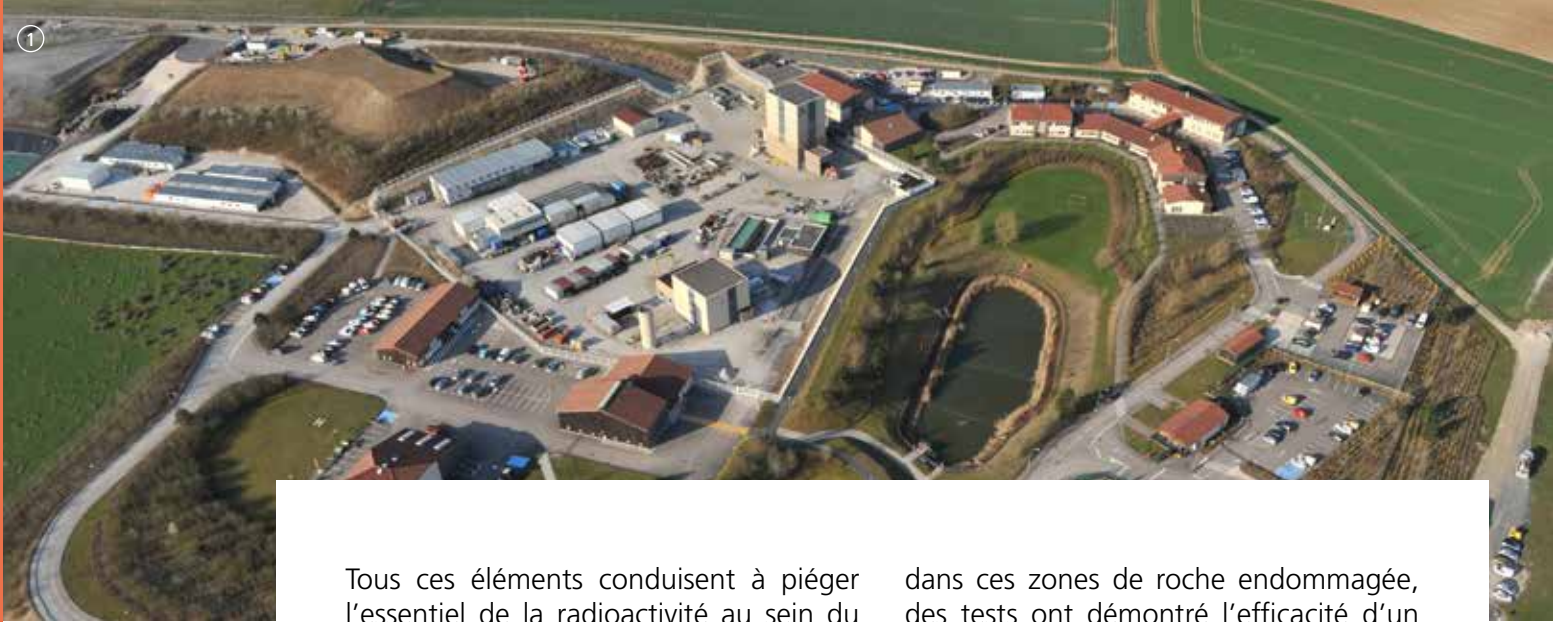 1
Tous ces éléments conduisent à piéger
l'essentiel de la radioactivité au sein du
dans ces zones de roche endommagée,
des tests ont démontré l'efficacité d'un